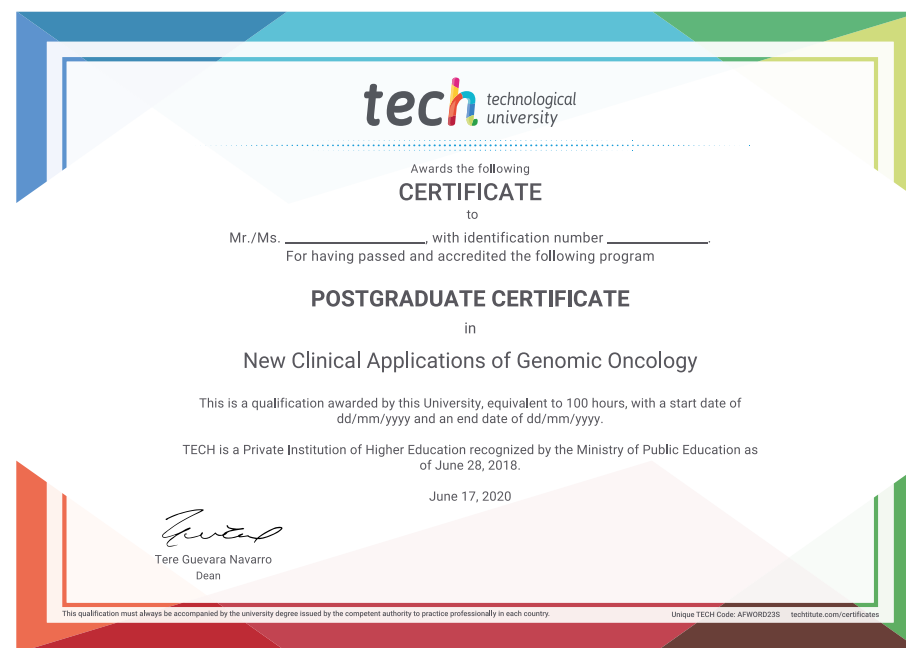 tech technological
university
Awards the following
CERTIFICATE
to
Mr./Ms. ____________________, with identification number ______________.
For having passed and accredited the following program
POSTGRADUATE CERTIFICATE
in
New Clinical Applications of Genomic Oncology
This is a qualification awarded by this University, equivalent to 100 hours, with a start date of
dd/mm/yyyy and an end date of dd/mm/yyyy.
TECH is a Private Institution of Higher Education recognized by the Ministry of Public Education as
of June 28, 2018.
June 17, 2020
Tere Guevara Navarro
Dean
This qualification must always be accompanied by the university degree issued by the competent authority to practice professionally in each country.
Unique TECH Code: AFWORD23S techtitute.com/certificates